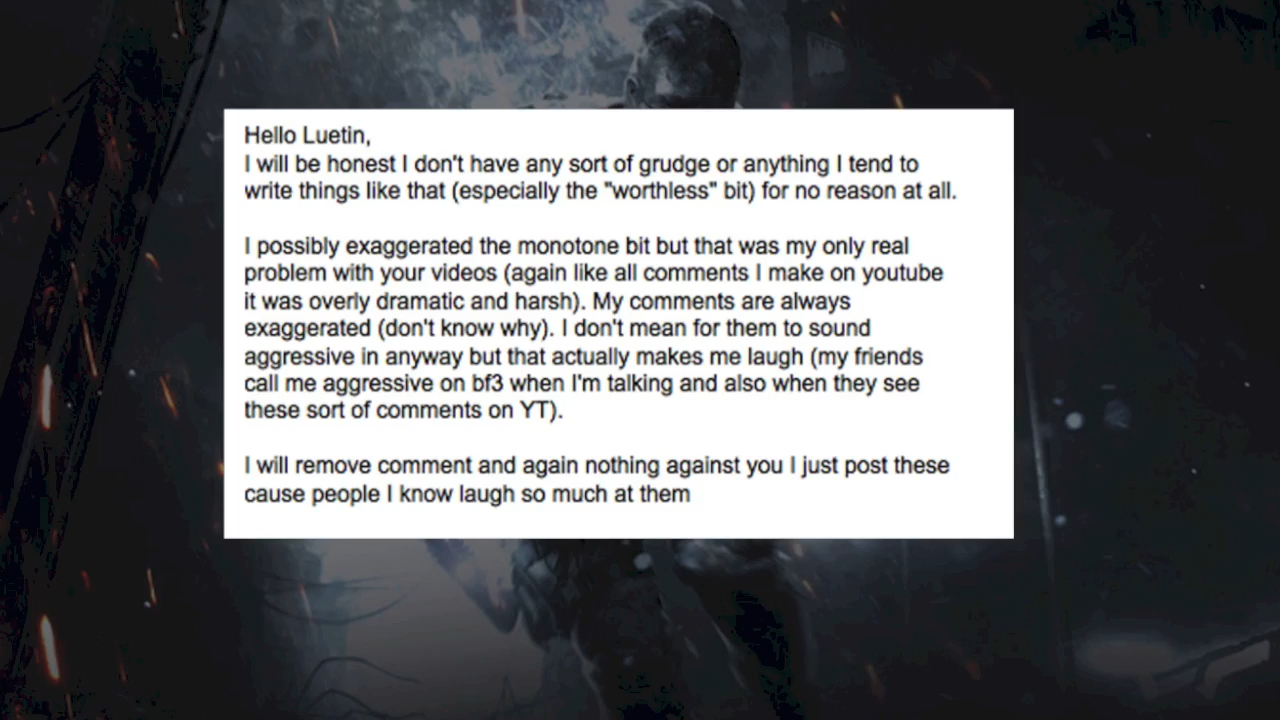 Hello Luetin,
I will be honest I don't have any sort of grudge or anything I tend to
write things like that (especially the "worthless" bit) for no reason at all.
I possibly exaggerated the monotone bit but that was my only real
problem with your videos (again like all comments I make on youtube
it was overly dramatic and harsh). My comments are always
exaggerated (don't know why). I don't mean for them to sound
aggressive in anyway but that actually makes me laugh (my friends
call me aggressive on bf3 when I'm talking and also when they see
these sort of comments on YT).
I will remove comment and again nothing against you I just post these
cause people I know laugh so much at them